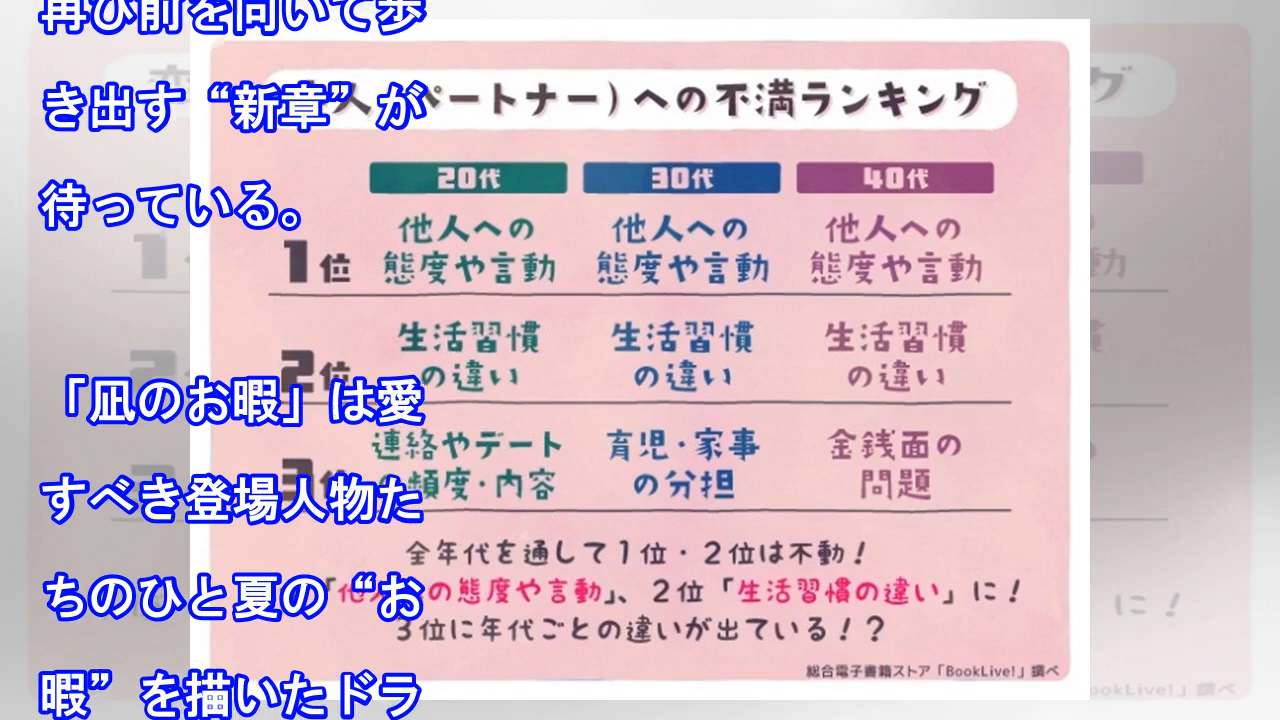 再び前を向いて歩
き出す“新章”が
待っている。
「凪のお暇」は愛
すべき登場人物た
ちのひと夏の“お
暇”を描いたドラ
人（パートナー）への不満ランキング
20代 30代 40代
1位 他人への態度や言動 他人への態度や言動 他人への態度や言動
2位 生活習慣の違い 生活習慣の違い 生活習慣の違い
3位 連絡やデートの頻度・内容 育児・家事の分担 金銭面の問題
全年代を通して1位・2位は不動！
「他人への態度や言動」、2位「生活習慣の違い」に！
3位に年代ごとの違いが出ている！？
総合電子書籍ストア「BookLive!」調べ